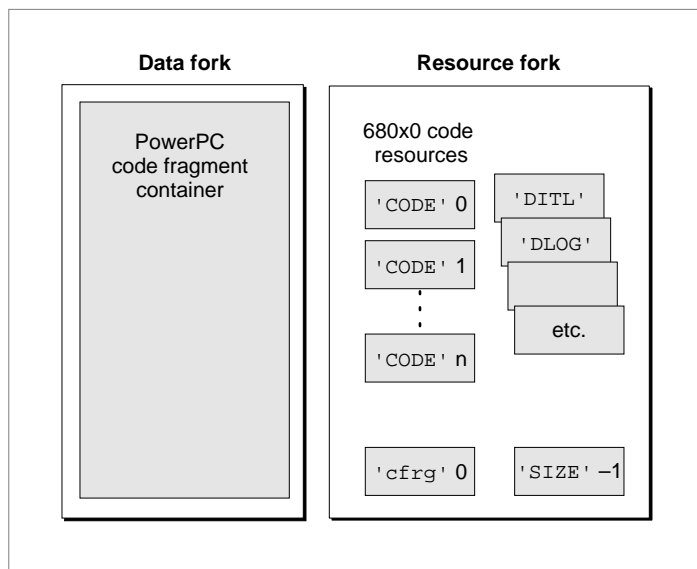 Data fork
PowerPC
code fragment
container
Resource fork
680x0 code
resources
'CODE' 0
'CODE' 1
'CODE' n
'cfrg' 0
'DITL'
'DLOG'
etc.
'SIZE' –1